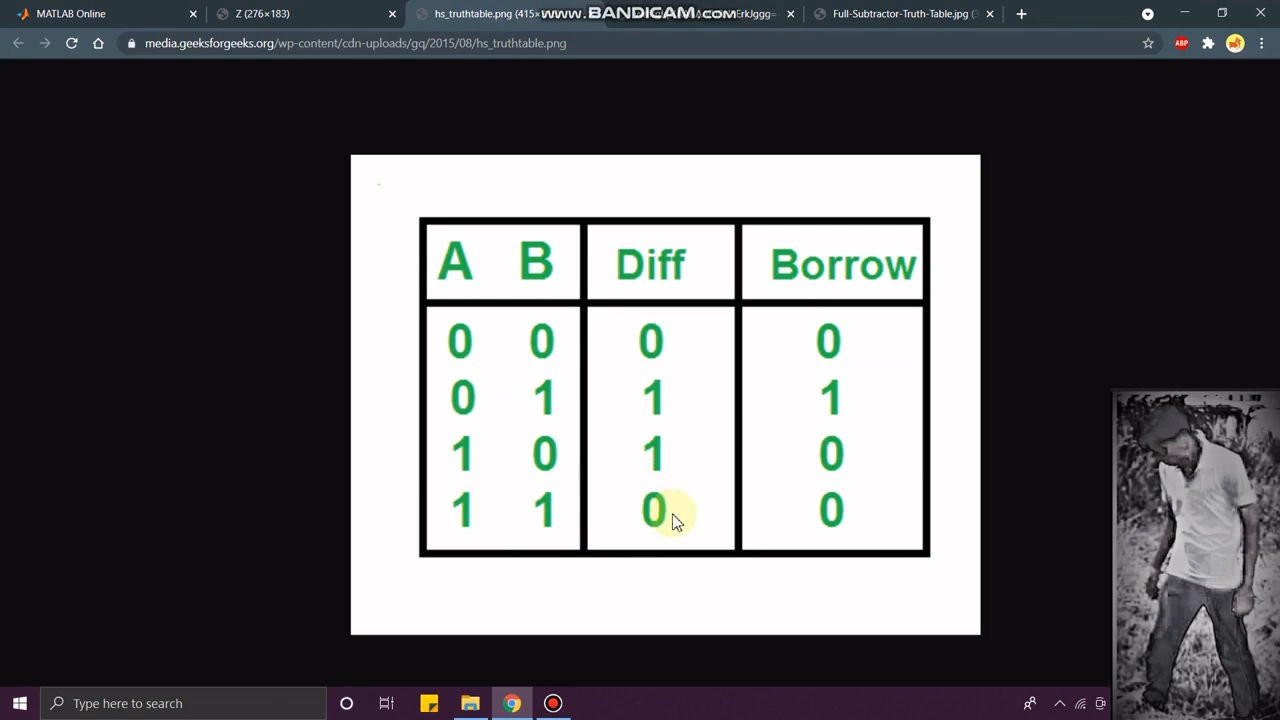 MATLAB Online
Z (276×183)
hs_truthtable.png (415×
www.BANDICAM.com
ErkJggg=
Full-Subtractor-Truth-Table.jpg (
media.geeksforgeeks.org/wp-content/cdn-uploads/gq/2015/08/hs_truthtable.png
ABP
A B Diff Borrow
0 0 0 0
0 1 1 1
1 0 1 0
1 1 0 0
Type here to search